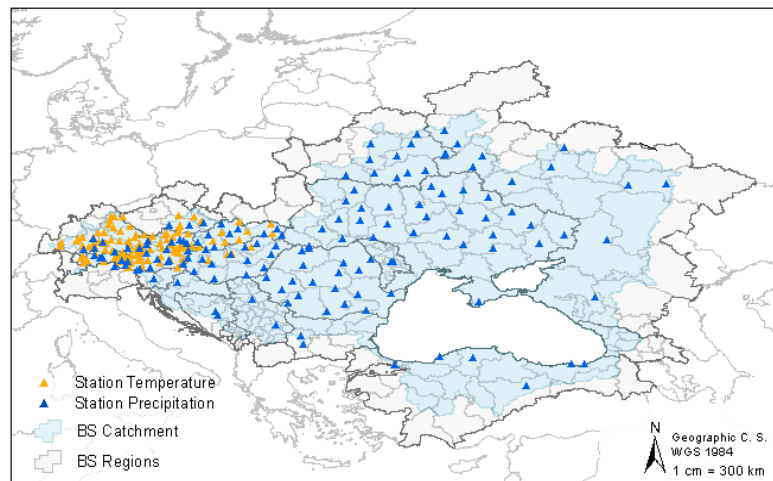 Station Temperature
Station Precipitation
BS Catchment
BS Regions
N
Geographic C. S.
WGS 1984
1 cm = 300 km